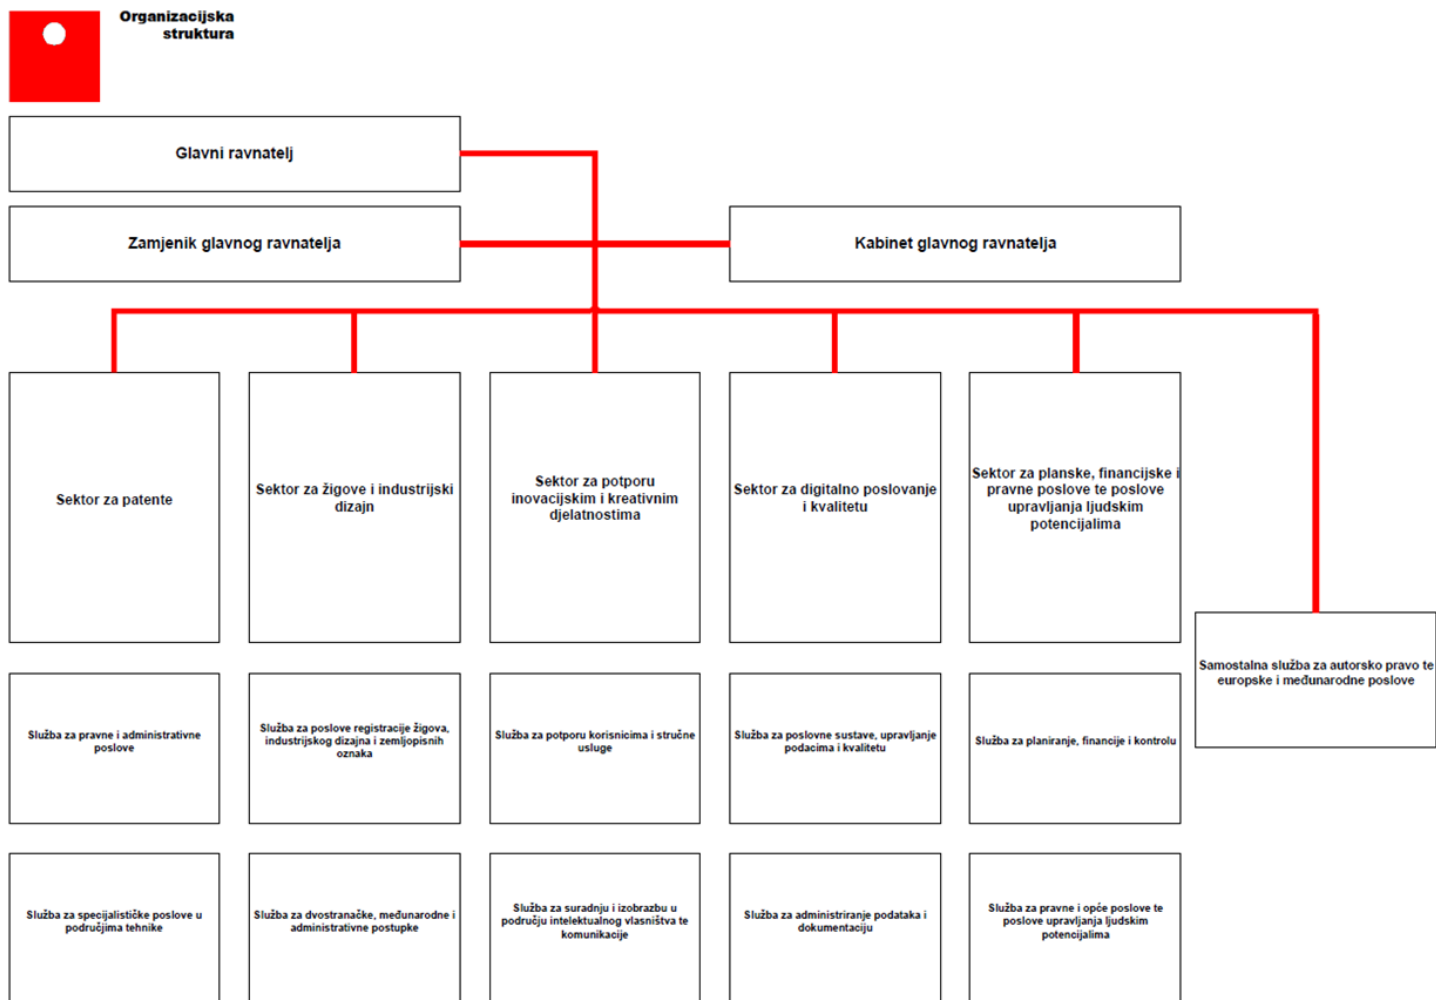 Organizacijska
struktura
Glavni ravnatelj
Zamjenik glavnog ravnatelja
Kabinet glavnog ravnatelja
Sektor za patente
Sektor za žigove i industrijski
dizajn
Sektor za potporu
inovacijskim i kreativnim
djelatnostima
Sektor za digitalno poslovanje
i kvalitetu
Sektor za planske, financijske i
pravne poslove te poslove
upravljanja ljudskim
potencijalima
Samostalna služba za autorsko pravo te
europske i međunarodne poslove
Služba za pravne i administrativne
poslove
Služba za poslove registracije žigova,
industrijskog dizajna i zemljopisnih
oznaka
Služba za potporu korisnicima i stručne
usluge
Služba za poslovne sustave, upravljanje
podacima i kvalitetu
Služba za planiranje, financije i kontrolu
Služba za specijalističke poslove u
područjima tehnike
Služba za dvostranačke, međunarodne i
administrativne postupke
Služba za suradnju i izobrazbu u
području intelektualnog vlasništva te
komunikacije
Služba za administriranje podataka i
dokumentaciju
Služba za pravne i opće poslove te
poslove upravljanja ljudskim
potencijalima